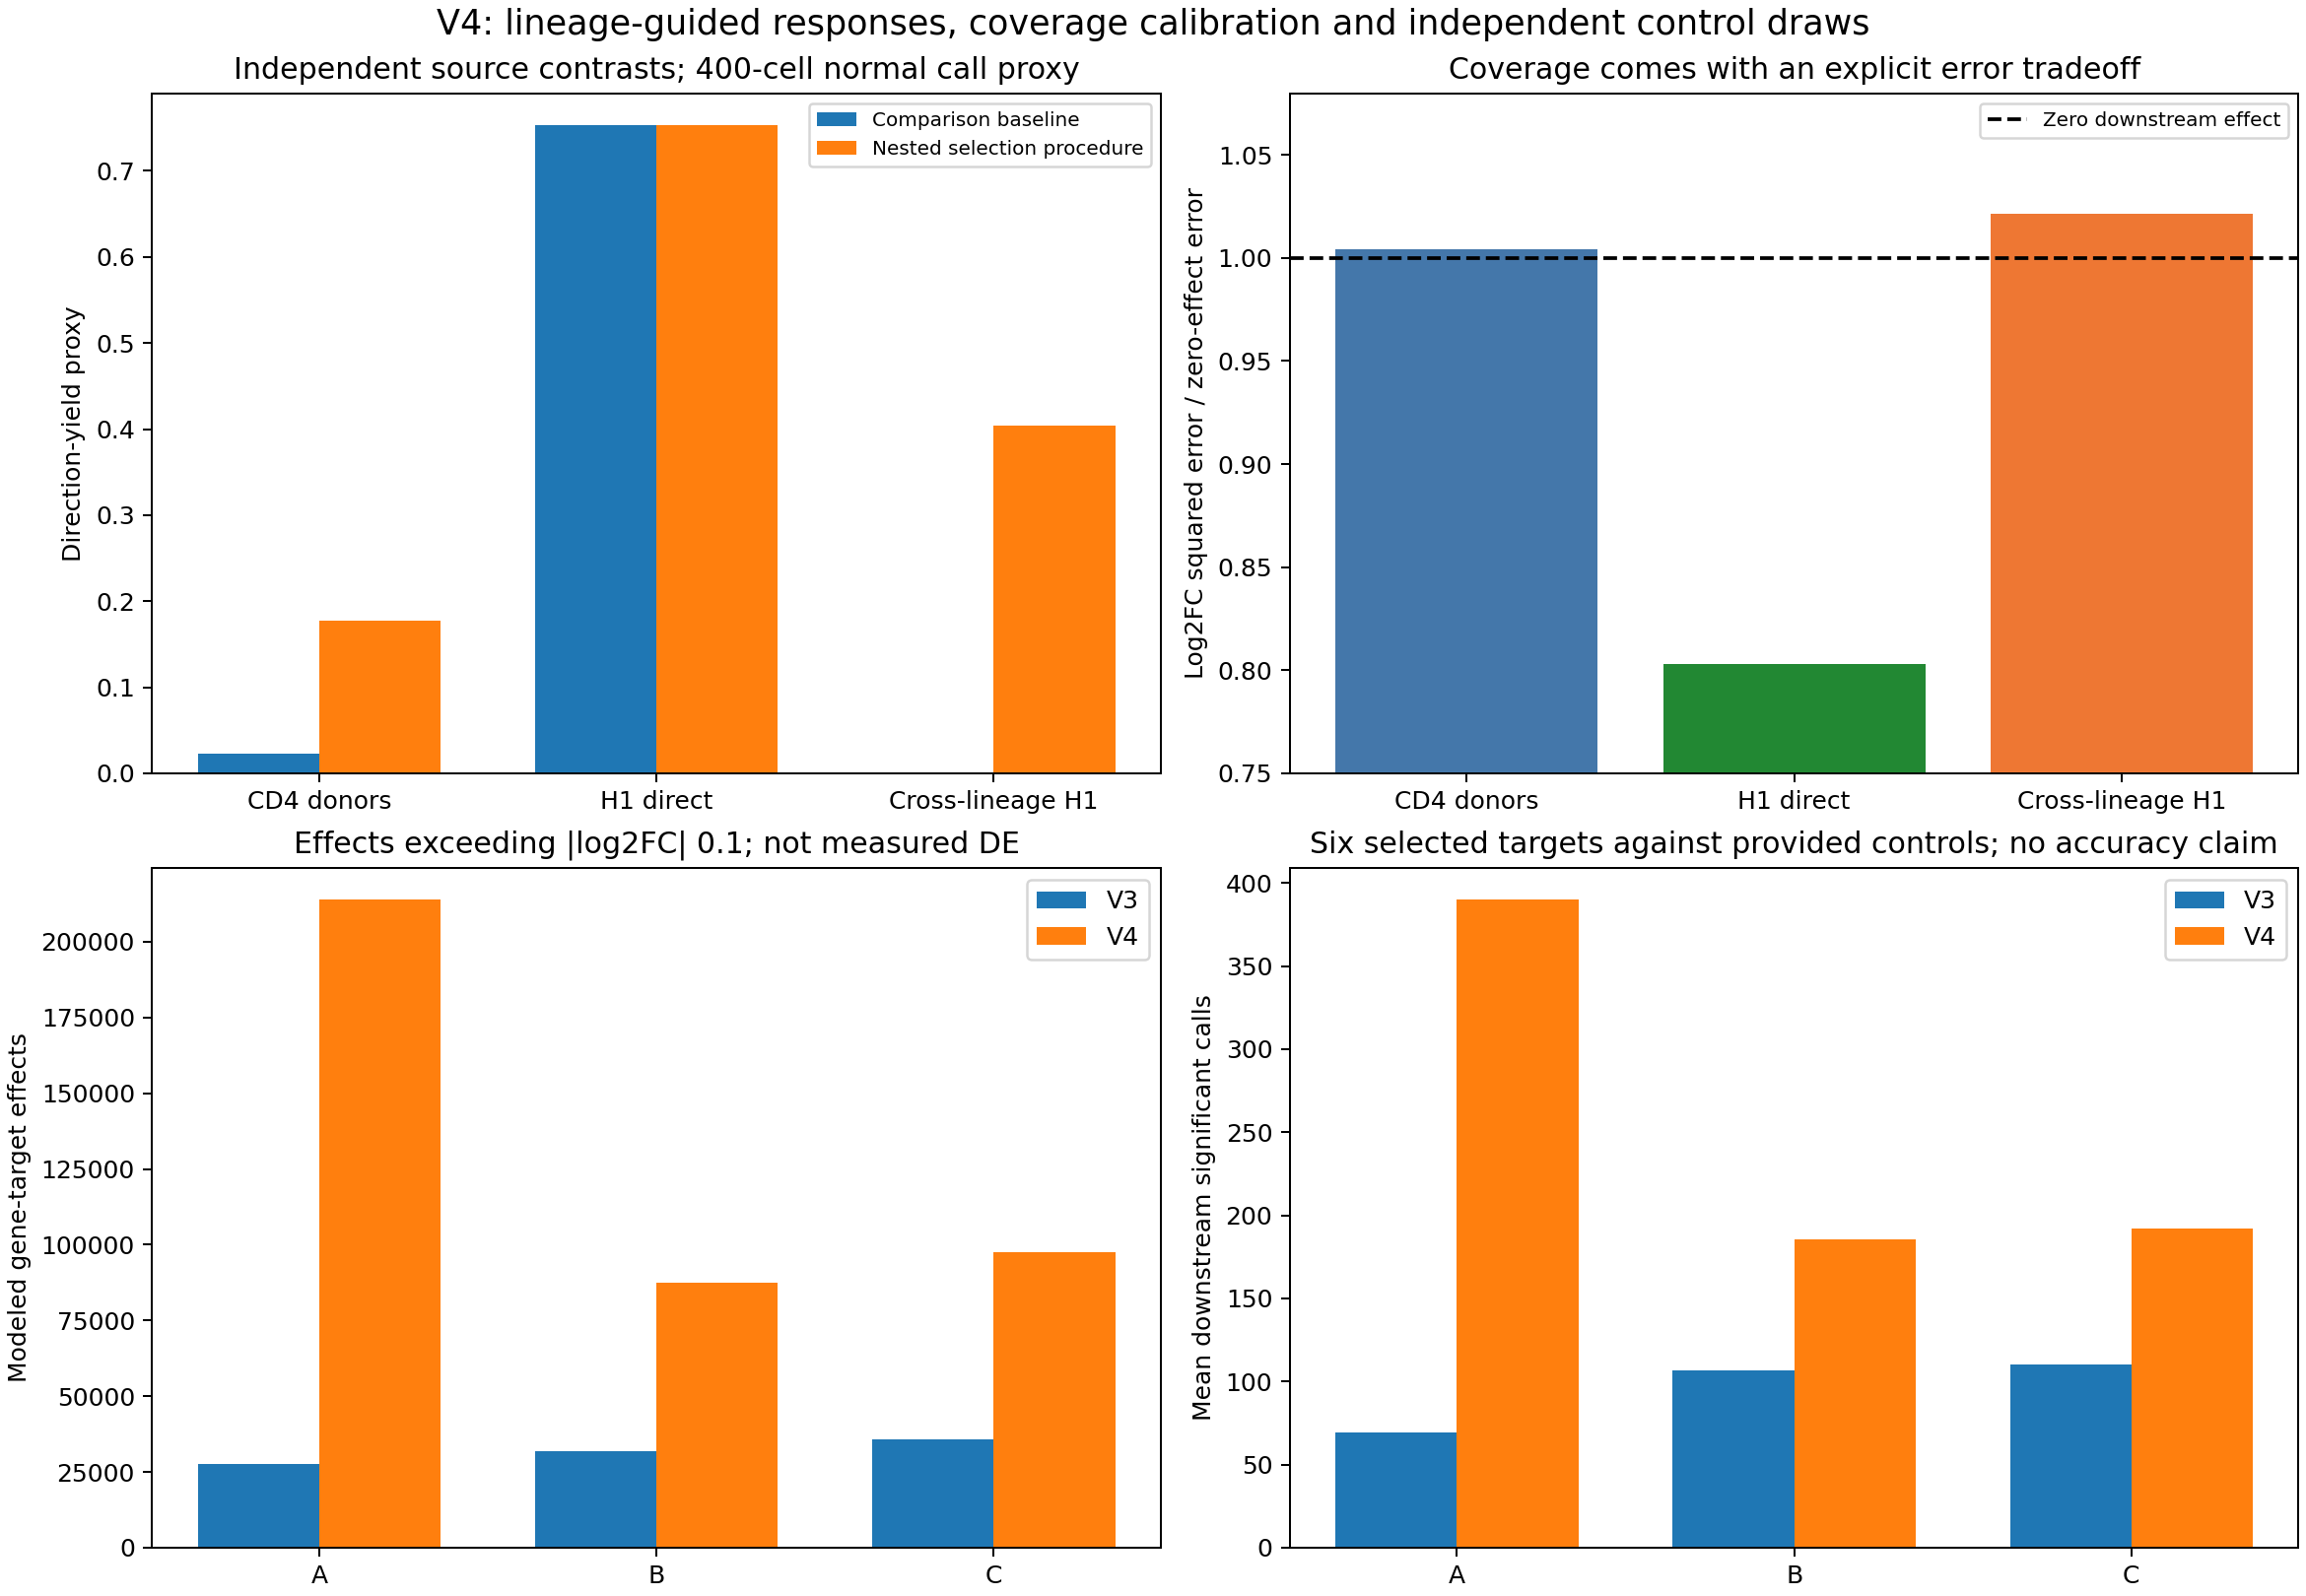 V4: lineage-guided responses, coverage calibration and independent control draws
Independent source contrasts; 400-cell normal call proxy
Direction-yield proxy
0.7
0.6
0.5
0.4
0.3
0.2
0.1
0.0
Comparison baseline
Nested selection procedure
CD4 donors
H1 direct
Cross-lineage H1
Coverage comes with an explicit error tradeoff
Log2FC squared error / zero-effect error
1.05
1.00
0.95
0.90
0.85
0.80
0.75
Zero downstream effect
CD4 donors
H1 direct
Cross-lineage H1
Effects exceeding |log2FC| 0.1; not measured DE
Modeled gene-target effects
200000
175000
150000
125000
100000
75000
50000
25000
0
V3
V4
A
B
C
Six selected targets against provided controls; no accuracy claim
Mean downstream significant calls
400
350
300
250
200
150
100
50
0
V3
V4
A
B
C